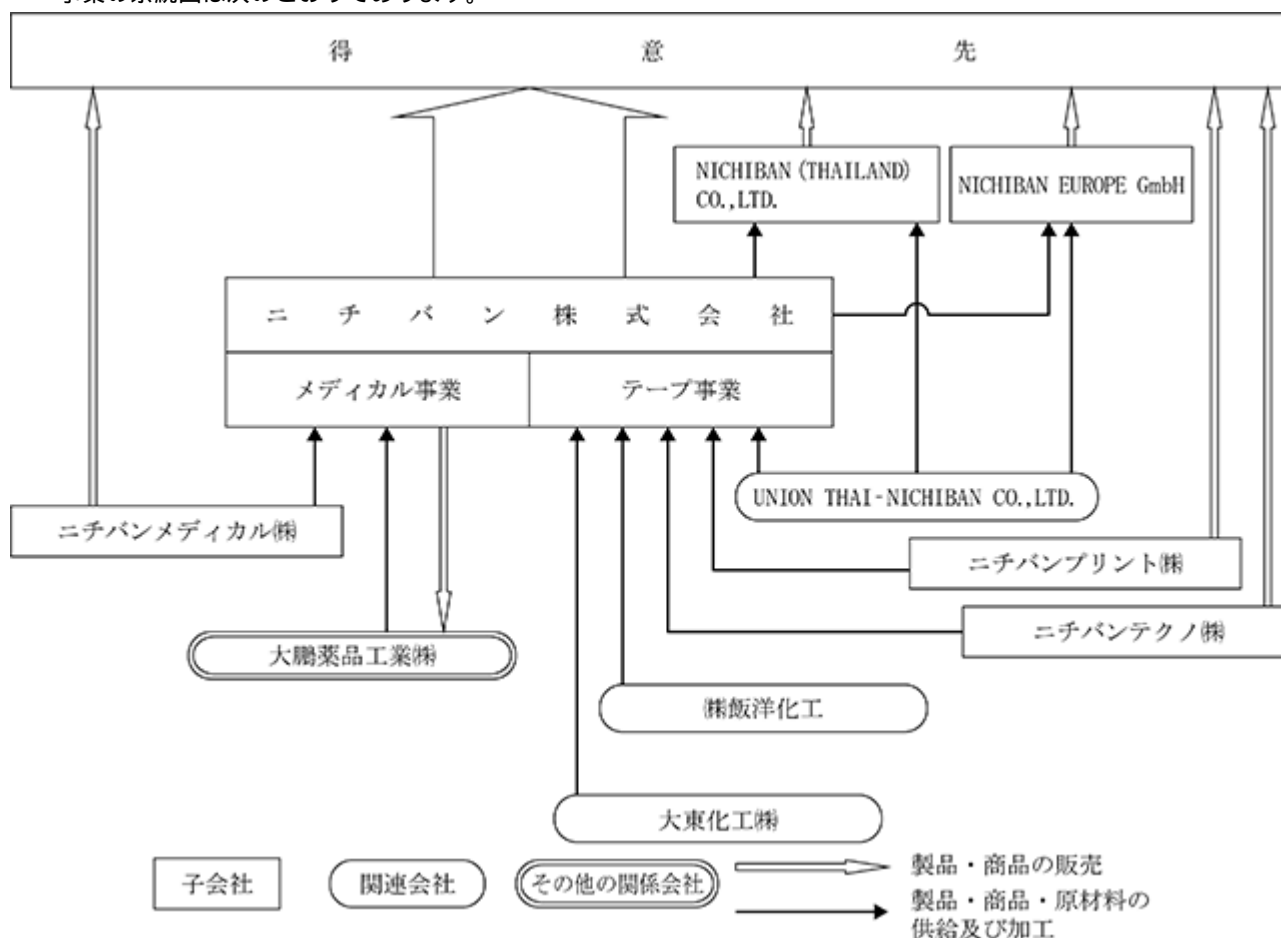 事業の系統図は次のとおりであります。
得意先
NICHIBAN (THAILAND)
CO.,LTD.
NICHIBAN EUROPE GmbH
ニチバン株式会社
メディカル事業
テープ事業
UNION THAI-NICHIBAN CO.,LTD.
ニチバンメディカル㈱
ニチバンプリント㈱
ニチバンテクノ㈱
大鵬薬品工業㈱
㈱飯洋化工
大東化工㈱
子会社
関連会社
その他の関係会社
製品・商品の販売
製品・商品・原材料の
供給及び加工